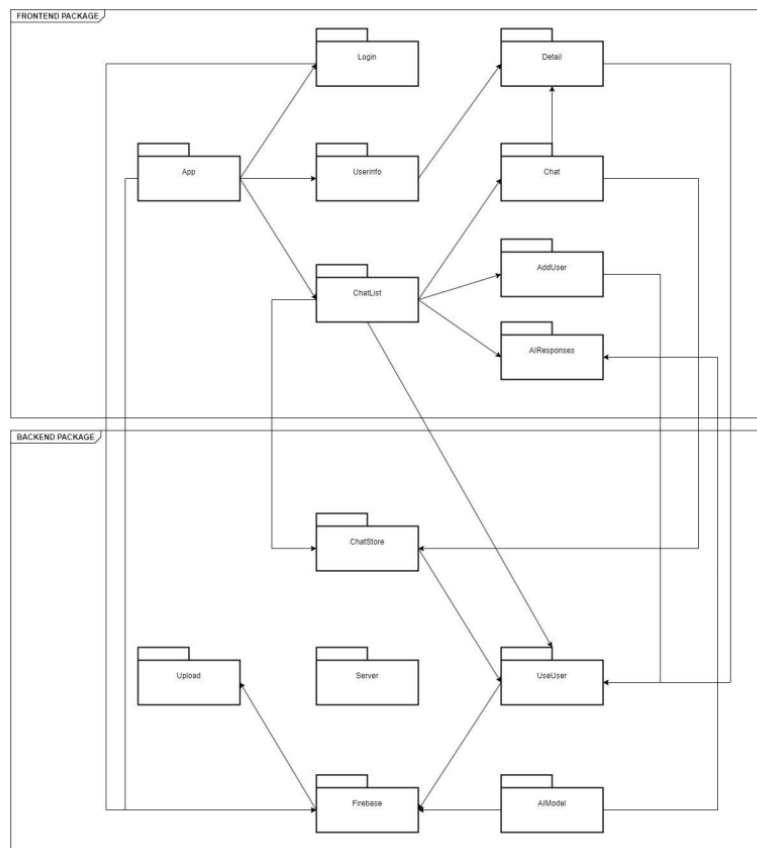 FRONTEND PACKAGE
Login
Detail
App
Userinfo
Chat
AddUser
ChatList
AIResponses
BACKEND PACKAGE
ChatStore
Upload
Server
UseUser
Firebase
AIModel